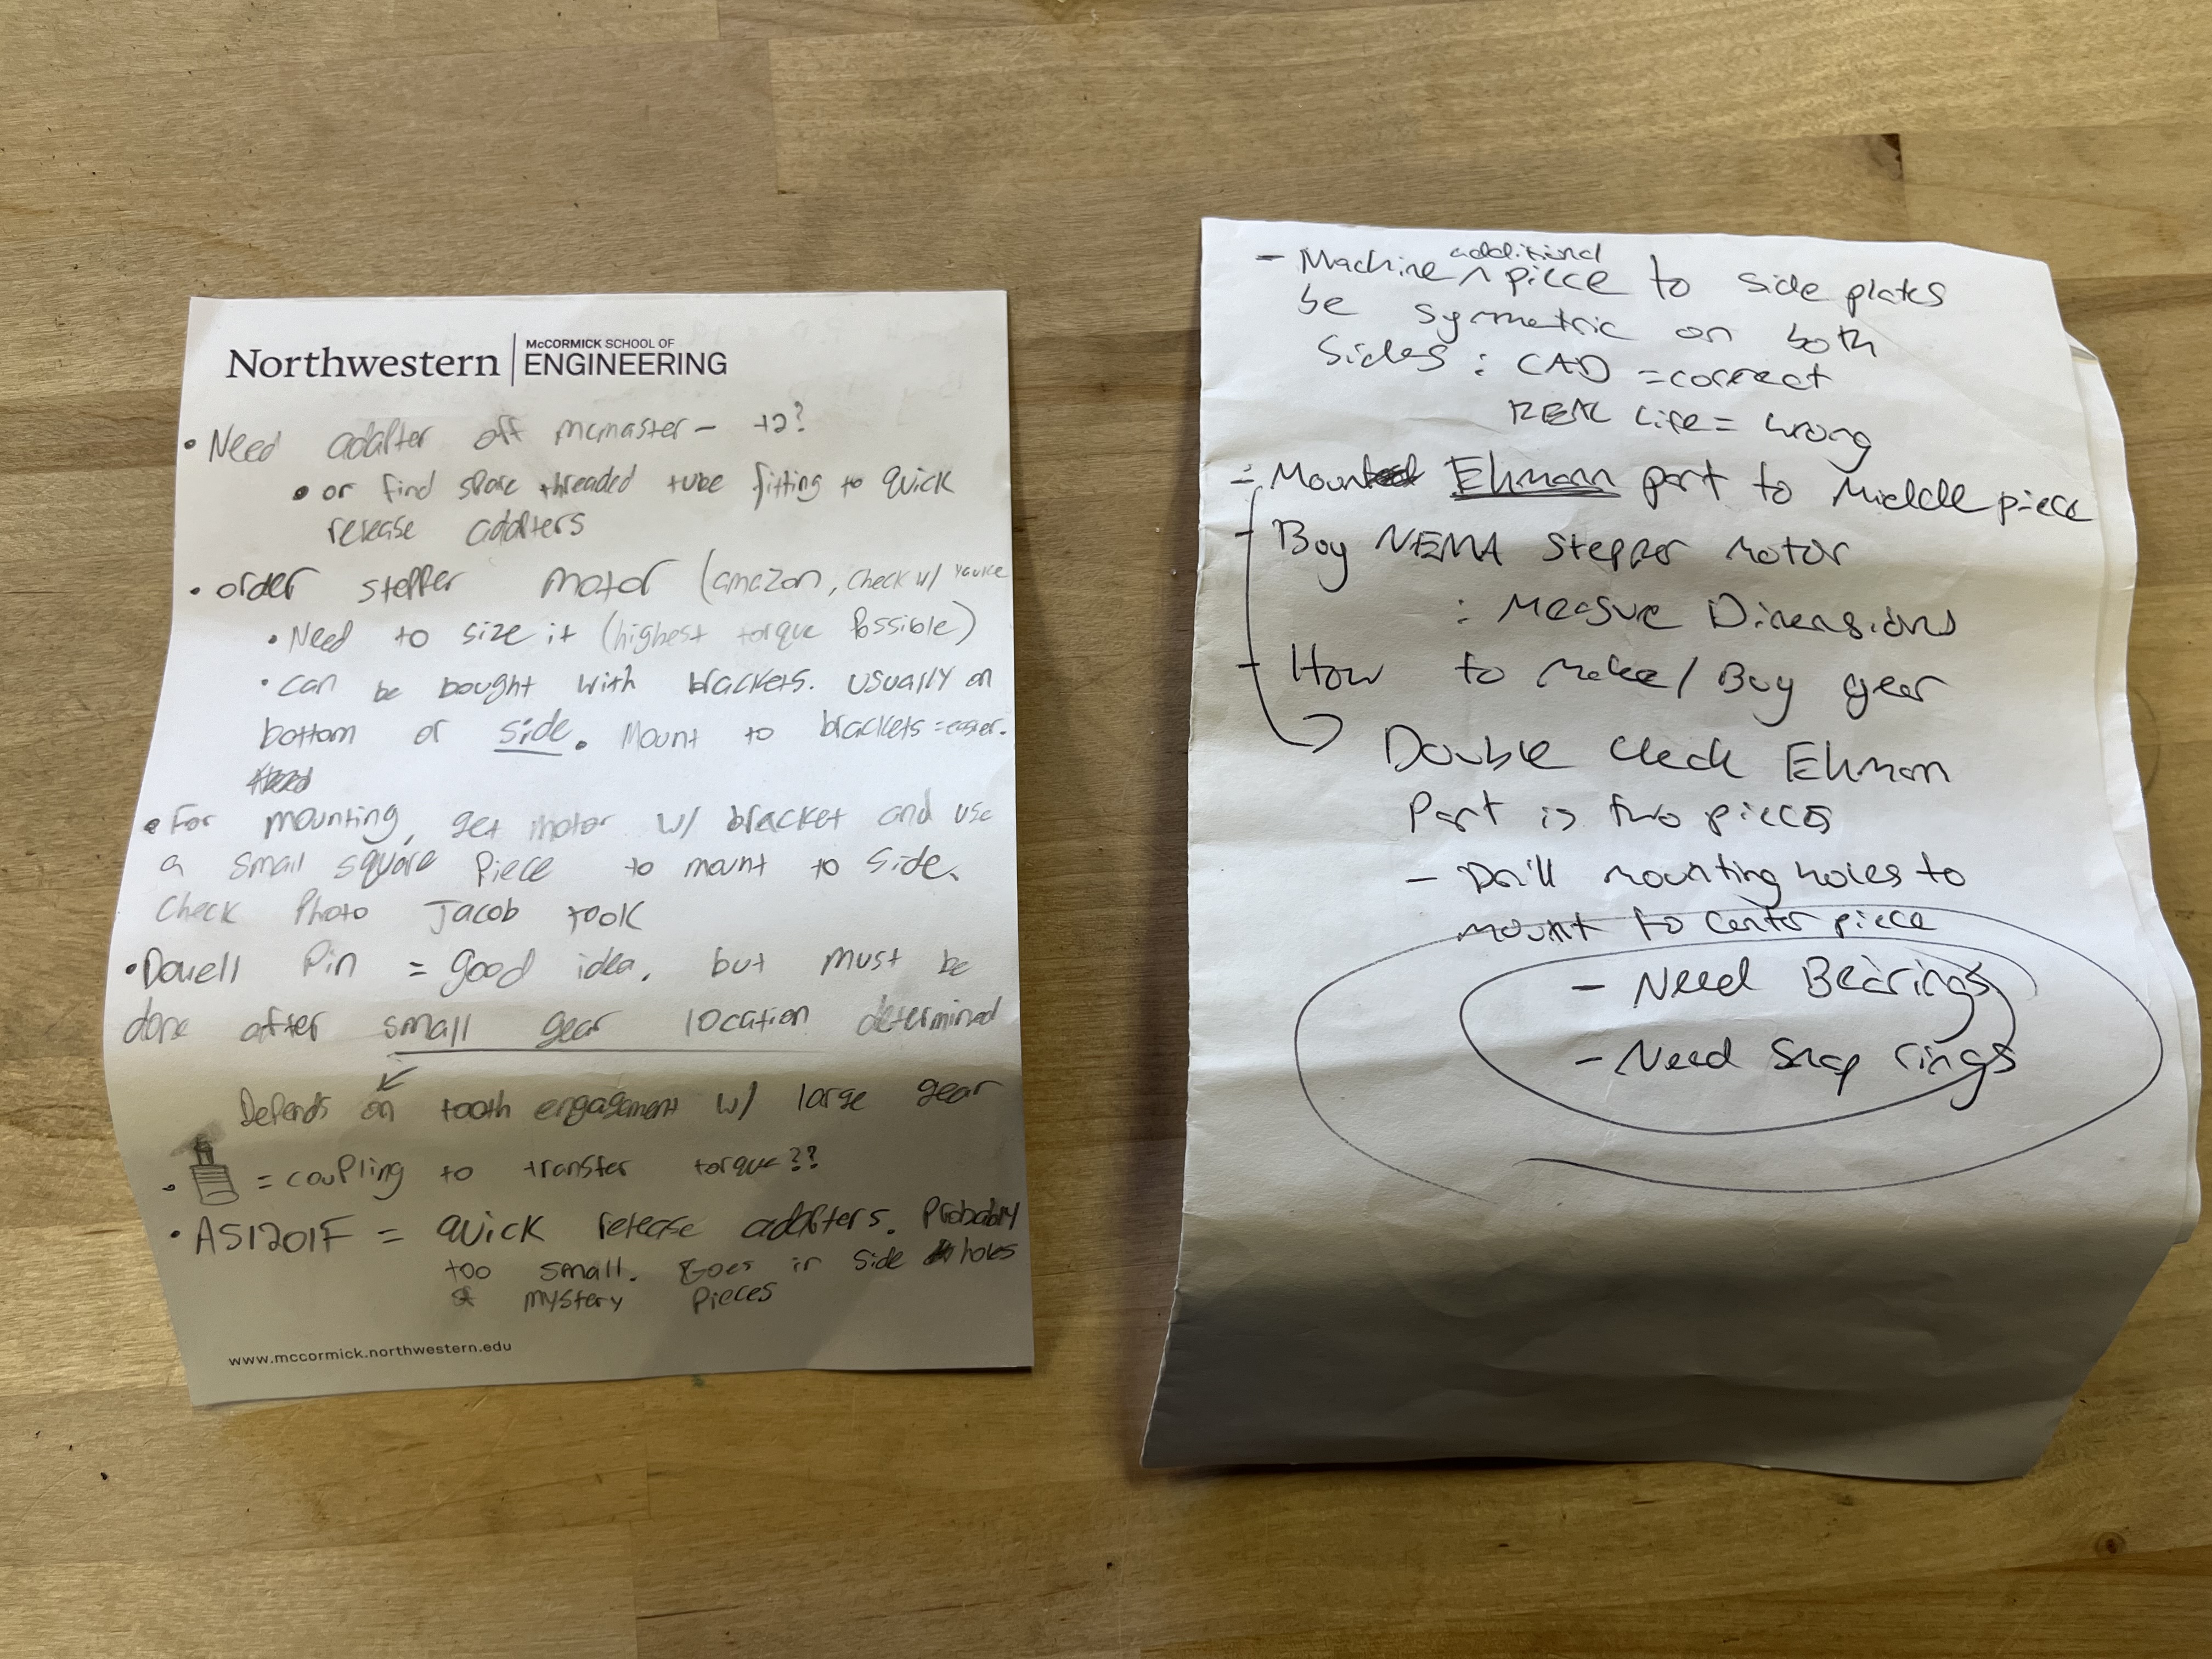 Northwestern
McCORMICK SCHOOL OF
ENGINEERING
• Need adapter off mcmaster - t2?
• or find store threaded tube fitting to quick
release adapters
• order stepper motor (amazon, check w/
• Need to size it (highest torque possible)
• can be bought with brackets. usually on
bottom or side. Mount to brackets = easier.
• For mounting, get motor w/ bracket and use
a small square piece to mount to side.
check photo Jacob took
• Dowell Pin = good idea, but must be
done after small gear location determined
Depends on tooth engagement w/ large gear
• = coupling to transfer torque??
• AS1201F = quick release adapters. Probably
too small. Goes in side holes
mystery pieces
www.mccormick.northwestern.edu
- Machine additional piece to side plates
be symmetric on both
sides: CAD = correct
REAL LIFE = wrong
- Mount Ehman part to middle piece
- Buy NEMA Stepper motor
: Measure Dimensions
- How to make / Buy gear
Double check Ehman
Part is two pieces
- Drill mounting holes to
mount to center piece
- Need Bearings
- Need snap rings